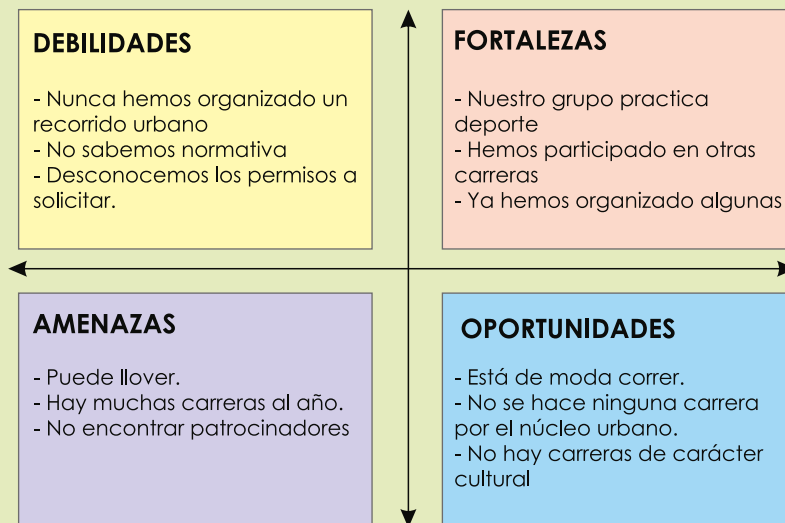 DEBILIDADES
- Nunca hemos organizado un
recorrido urbano
- No sabemos normativa
- Desconocemos los permisos a
solicitar.
FORTALEZAS
- Nuestro grupo practica
deporte
- Hemos participado en otras
carreras
- Ya hemos organizado algunas
AMENAZAS
- Puede llover.
- Hay muchas carreras al año.
- No encontrar patrocinadores
OPORTUNIDADES
- Está de moda correr.
- No se hace ninguna carrera
por el núcleo urbano.
- No hay carreras de carácter
cultural